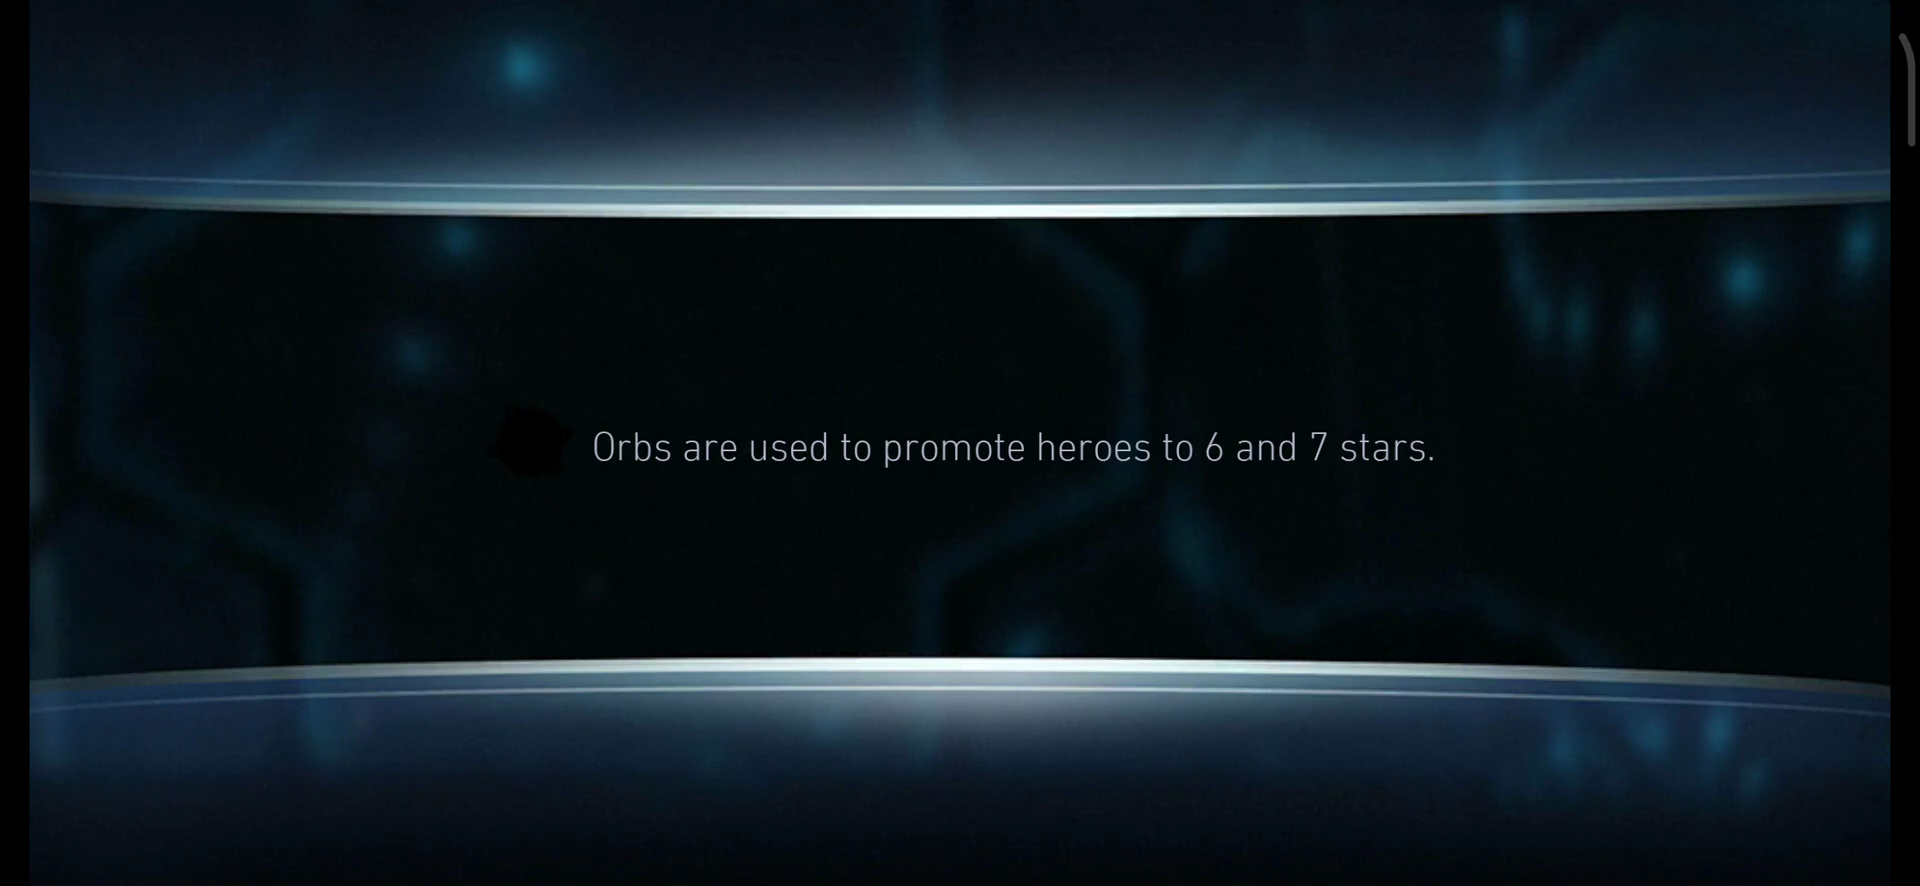 Orbs are used to promote heroes to 6 and 7 stars.